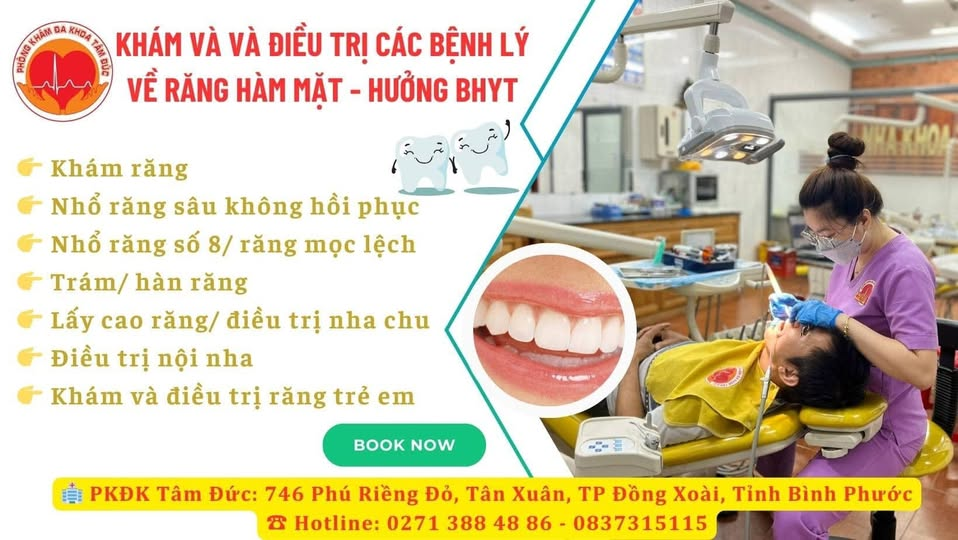 PHÒNG KHÁM ĐA KHOA TÂM ĐỨC
KHÁM VÀ VÀ ĐIỀU TRỊ CÁC BỆNH LÝ
VỀ RĂNG HÀM MẶT - HƯỞNG BHYT
Khám răng
Nhổ răng sâu không hồi phục
Nhổ răng số 8/ răng mọc lệch
Trám/ hàn răng
Lấy cao răng/ điều trị nha chu
Điều trị nội nha
Khám và điều trị răng trẻ em
BOOK NOW
NHA KHOA
PKĐK Tâm Đức: 746 Phú Riềng Đỏ, Tân Xuân, TP Đồng Xoài, Tỉnh Bình Phước
☎ Hotline: 0271 388 48 86 - 0837315115